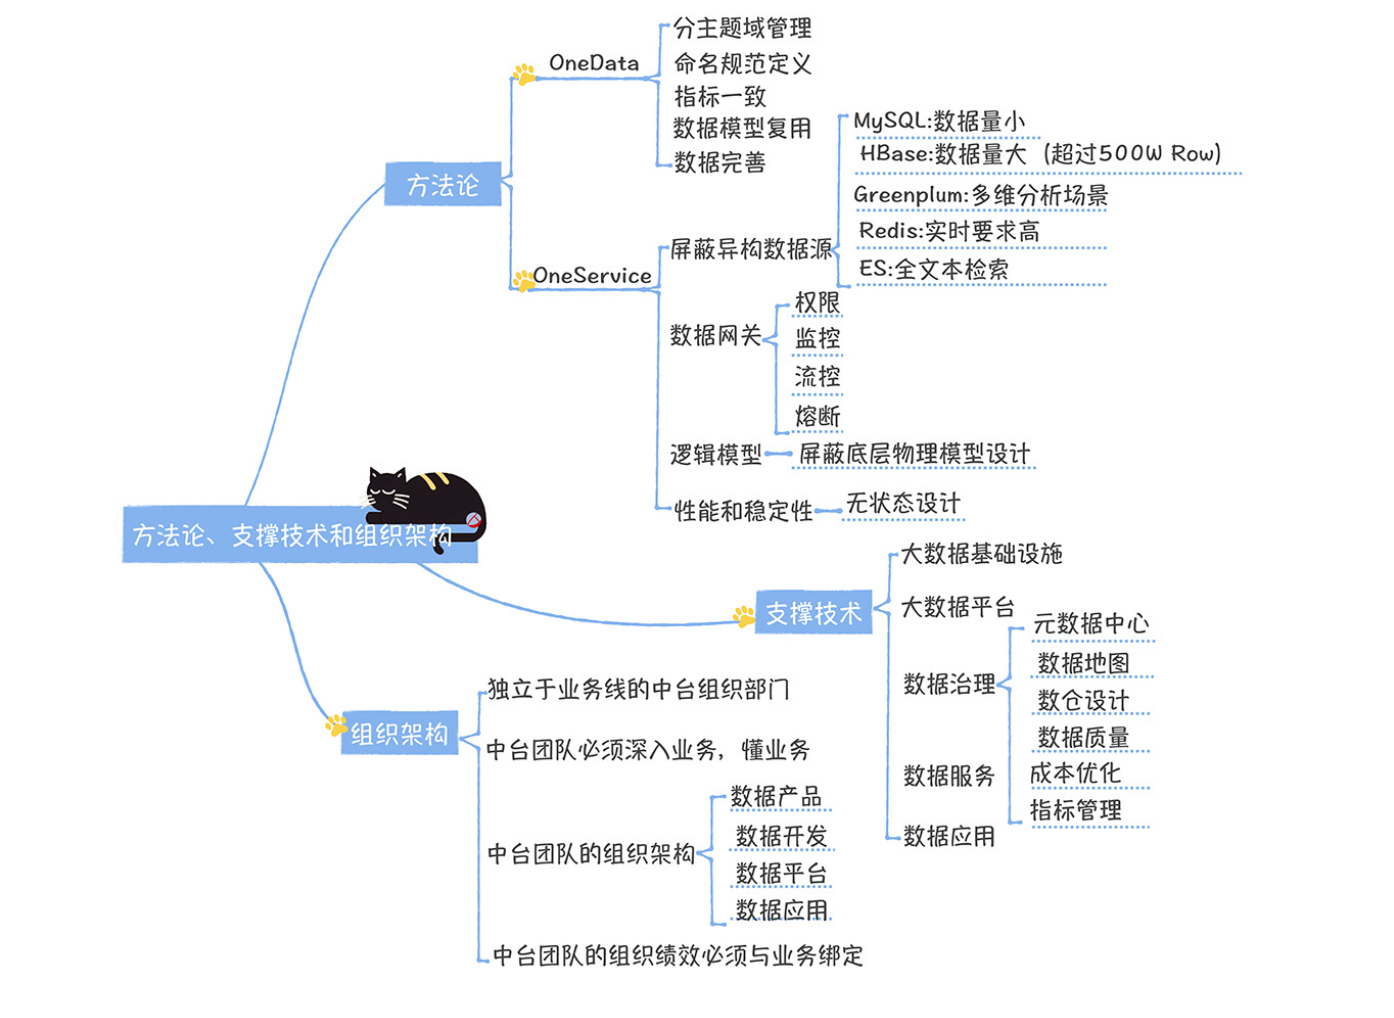 方法论、支撑技术和组织架构
方法论
OneData
分主题域管理
命名规范定义
指标一致
数据模型复用
数据完善
OneService
屏蔽异构数据源
MySQL:数据量小
HBase:数据量大（超过500W Row)
Greenplum:多维分析场景
Redis:实时要求高
ES:全文本检索
数据网关
权限
监控
流控
熔断
逻辑模型
屏蔽底层物理模型设计
性能和稳定性
无状态设计
支撑技术
大数据基础设施
大数据平台
数据治理
元数据中心
数据地图
数仓设计
数据质量
成本优化
指标管理
数据服务
数据应用
组织架构
独立于业务线的中台组织部门
中台团队必须深入业务，懂业务
中台团队的组织架构
数据产品
数据开发
数据平台
数据应用
中台团队的组织绩效必须与业务绑定